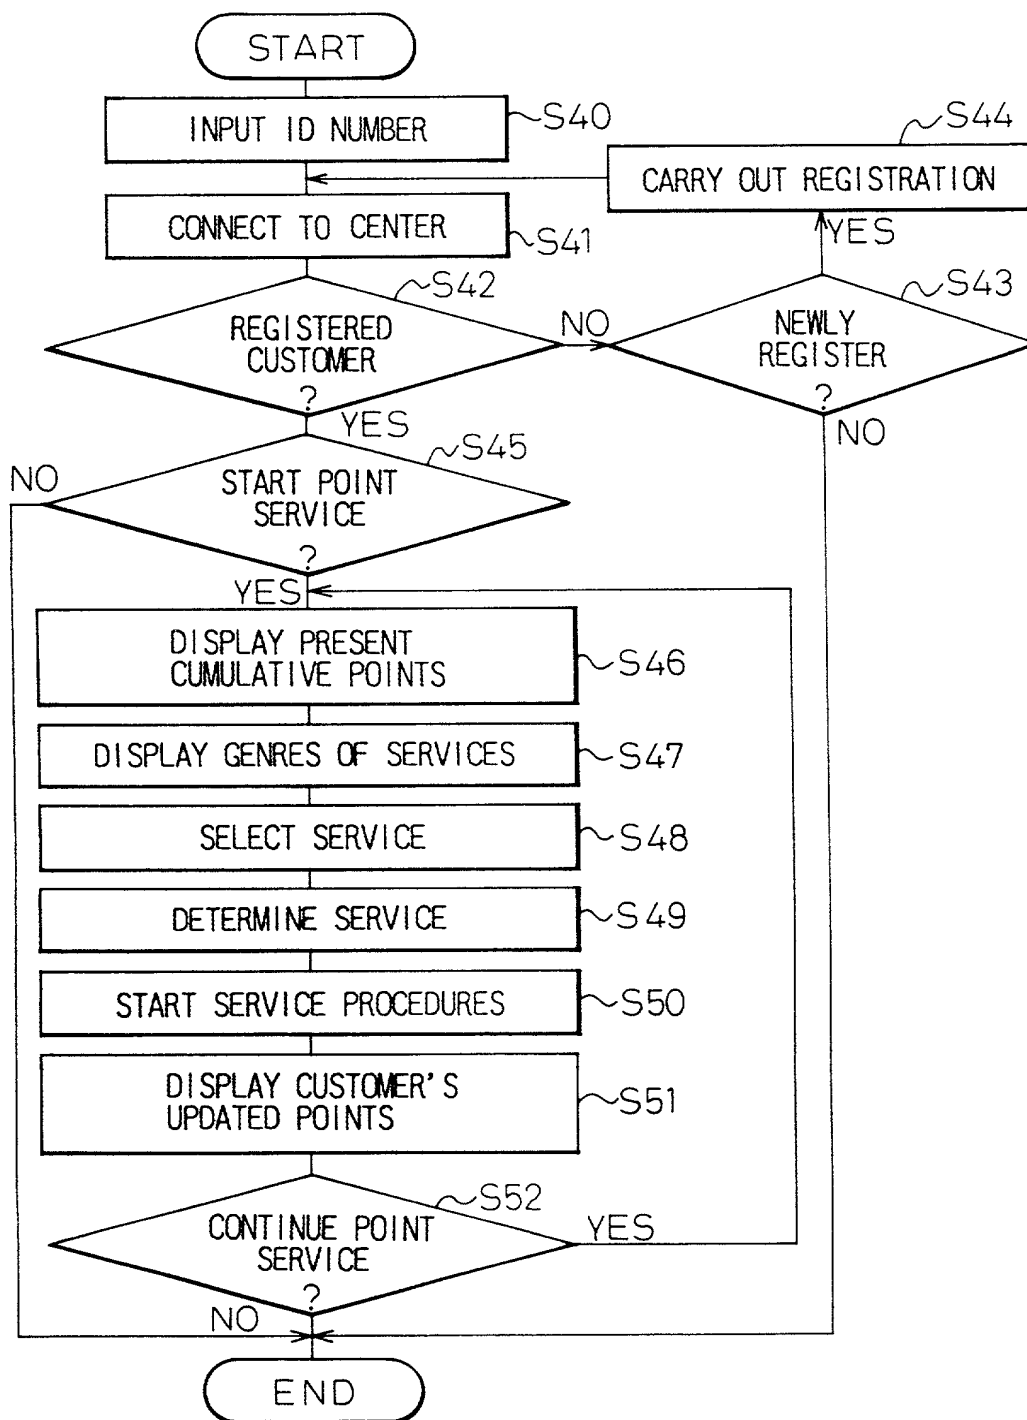 START
INPUT ID NUMBER
S40
S44
CARRY OUT REGISTRATION
CONNECT TO CENTER
S41
YES
S42
S43
REGISTERED
CUSTOMER
?
NO
NEWLY
REGISTER
?
YES
NO
S45
NO
START POINT
SERVICE
?
YES
DISPLAY PRESENT
CUMULATIVE POINTS
S46
DISPLAY GENRES OF SERVICES
S47
SELECT SERVICE
S48
DETERMINE SERVICE
S49
START SERVICE PROCEDURES
S50
DISPLAY CUSTOMER'S
UPDATED POINTS
S51
S52
CONTINUE POINT
SERVICE
?
YES
NO
END